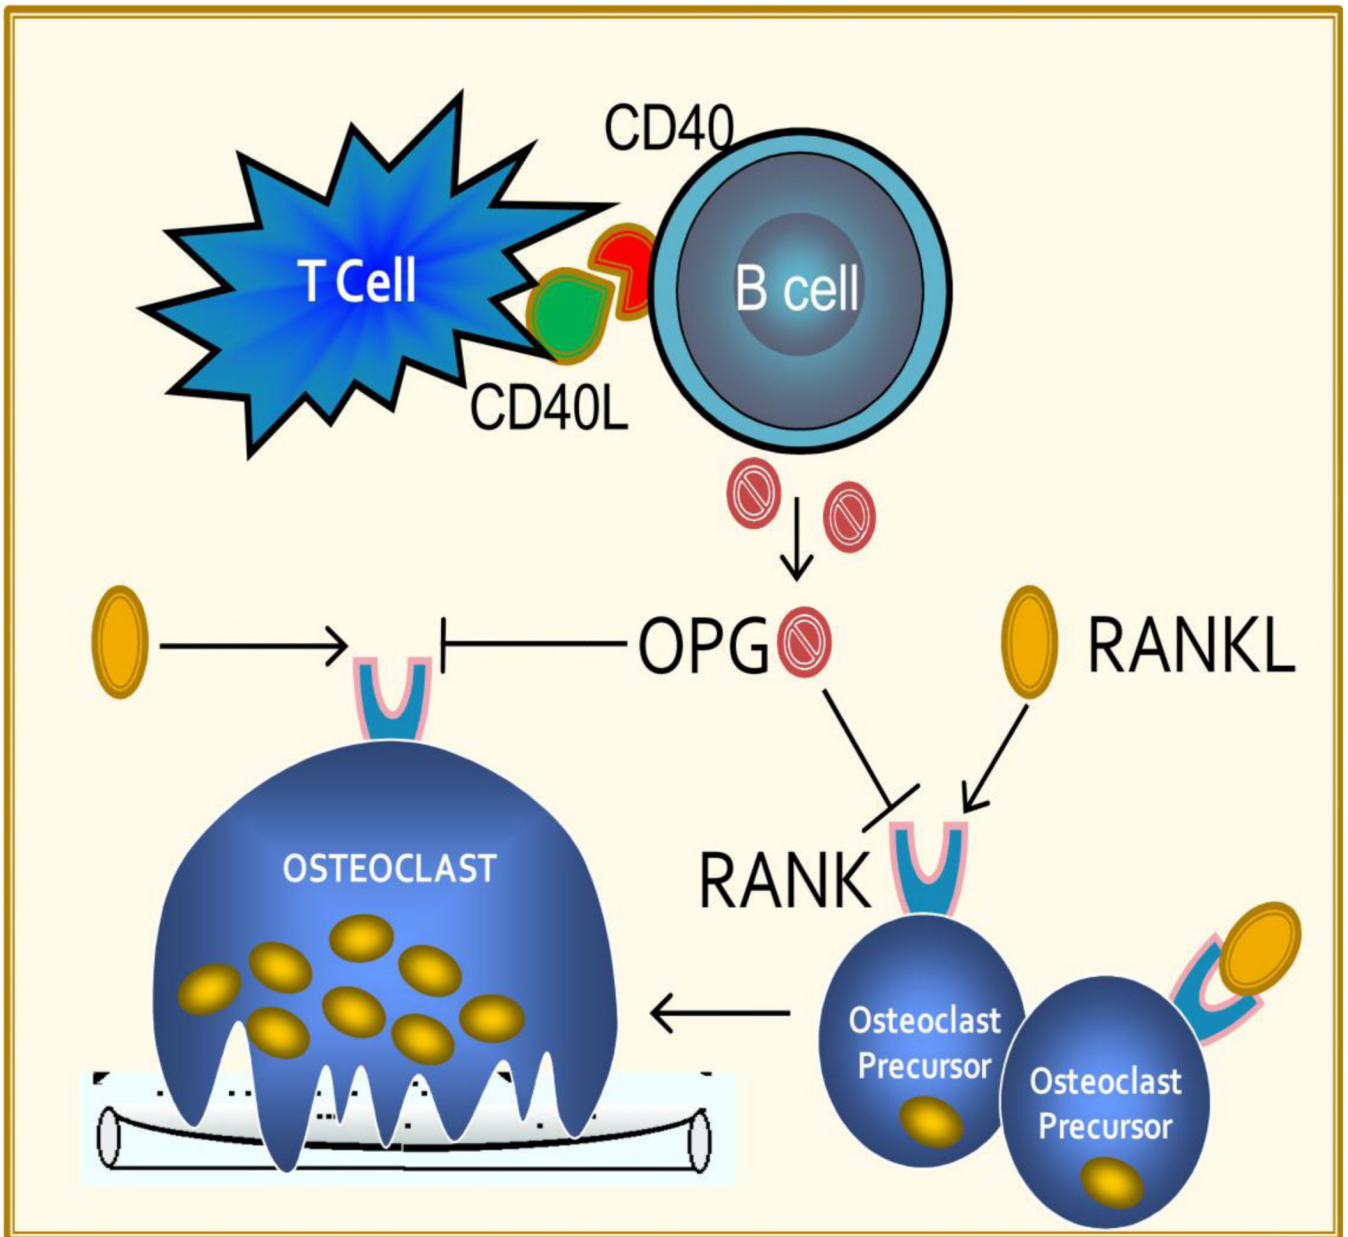 CD40
T Cell
B cell
CD40L
OPG
RANKL
RANK
OSTEOCLAST
Osteoclast
Precursor
Osteoclast
Precursor